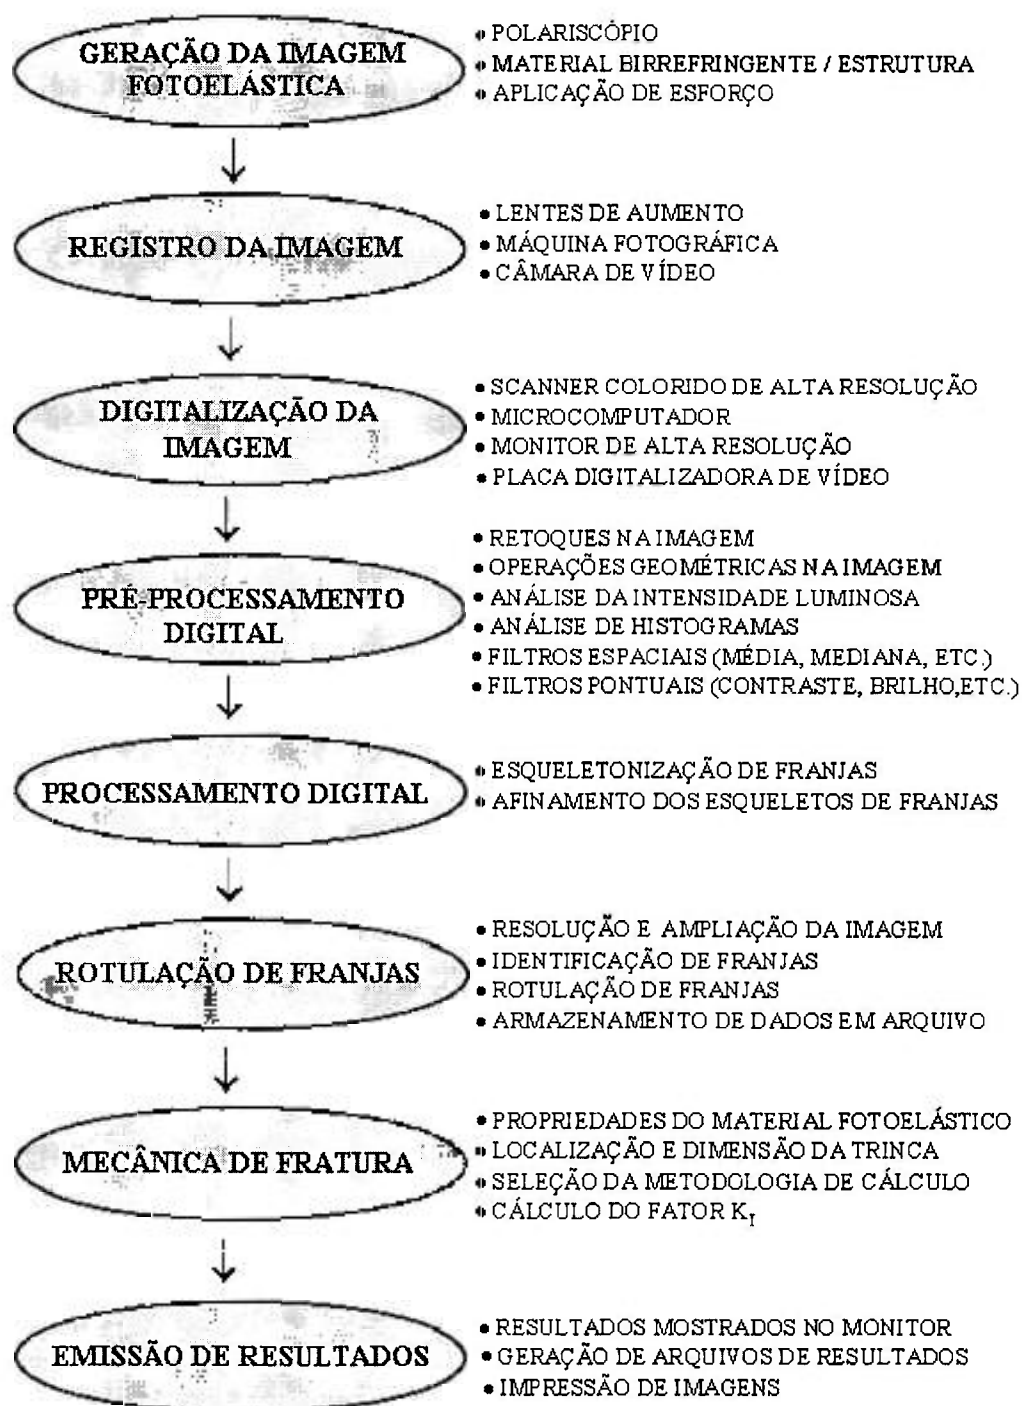 GERAÇÃO DA IMAGEM
FOTOELÁSTICA
• POLARISCÓPIO
• MATERIAL BIRREFRINGENTE / ESTRUTURA
• APLICAÇÃO DE ESFORÇO
REGISTRO DA IMAGEM
• LENTES DE AUMENTO
• MÁQUINA FOTOGRÁFICA
• CÂMARA DE VÍDEO
DIGITALIZAÇÃO DA
IMAGEM
• SCANNER COLORIDO DE ALTA RESOLUÇÃO
• MICROCOMPUTADOR
• MONITOR DE ALTA RESOLUÇÃO
• PLACA DIGITALIZADORA DE VÍDEO
PRÉ-PROCESSAMENTO
DIGITAL
• RETOQUES NA IMAGEM
• OPERAÇÕES GEOMÉTRICAS NA IMAGEM
• ANÁLISE DA INTENSIDADE LUMINOSA
• ANÁLISE DE HISTOGRAMAS
• FILTROS ESPACIAIS (MÉDIA, MEDIANA, ETC.)
• FILTROS PONTUAIS (CONTRASTE, BRILHO,ETC.)
PROCESSAMENTO DIGITAL
• ESQUELETONIZAÇÃO DE FRANJAS
• AFINAMENTO DOS ESQUELETOS DE FRANJAS
ROTULAÇÃO DE FRANJAS
• RESOLUÇÃO E AMPLIAÇÃO DA IMAGEM
• IDENTIFICAÇÃO DE FRANJAS
• ROTULAÇÃO DE FRANJAS
• ARMAZENAMENTO DE DADOS EM ARQUIVO
MECÂNICA DE FRATURA
• PROPRIEDADES DO MATERIAL FOTOELÁSTICO
• LOCALIZAÇÃO E DIMENSÃO DA TRINCA
• SELEÇÃO DA METODOLOGIA DE CÁLCULO
• CÁLCULO DO FATOR K_I
EMISSÃO DE RESULTADOS
• RESULTADOS MOSTRADOS NO MONITOR
• GERAÇÃO DE ARQUIVOS DE RESULTADOS
• IMPRESSÃO DE IMAGENS